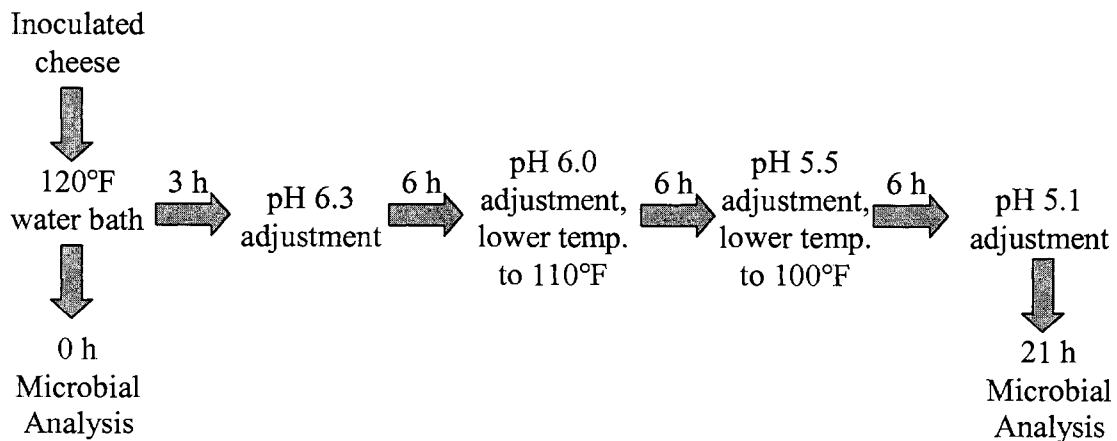 Inoculated
cheese
120°F
water bath
3 h
pH 6.3
adjustment
6 h
pH 6.0
adjustment,
lower temp.
to 110°F
6 h
pH 5.5
adjustment,
lower temp.
to 100°F
6 h
pH 5.1
adjustment
0 h
Microbial
Analysis
21 h
Microbial
Analysis